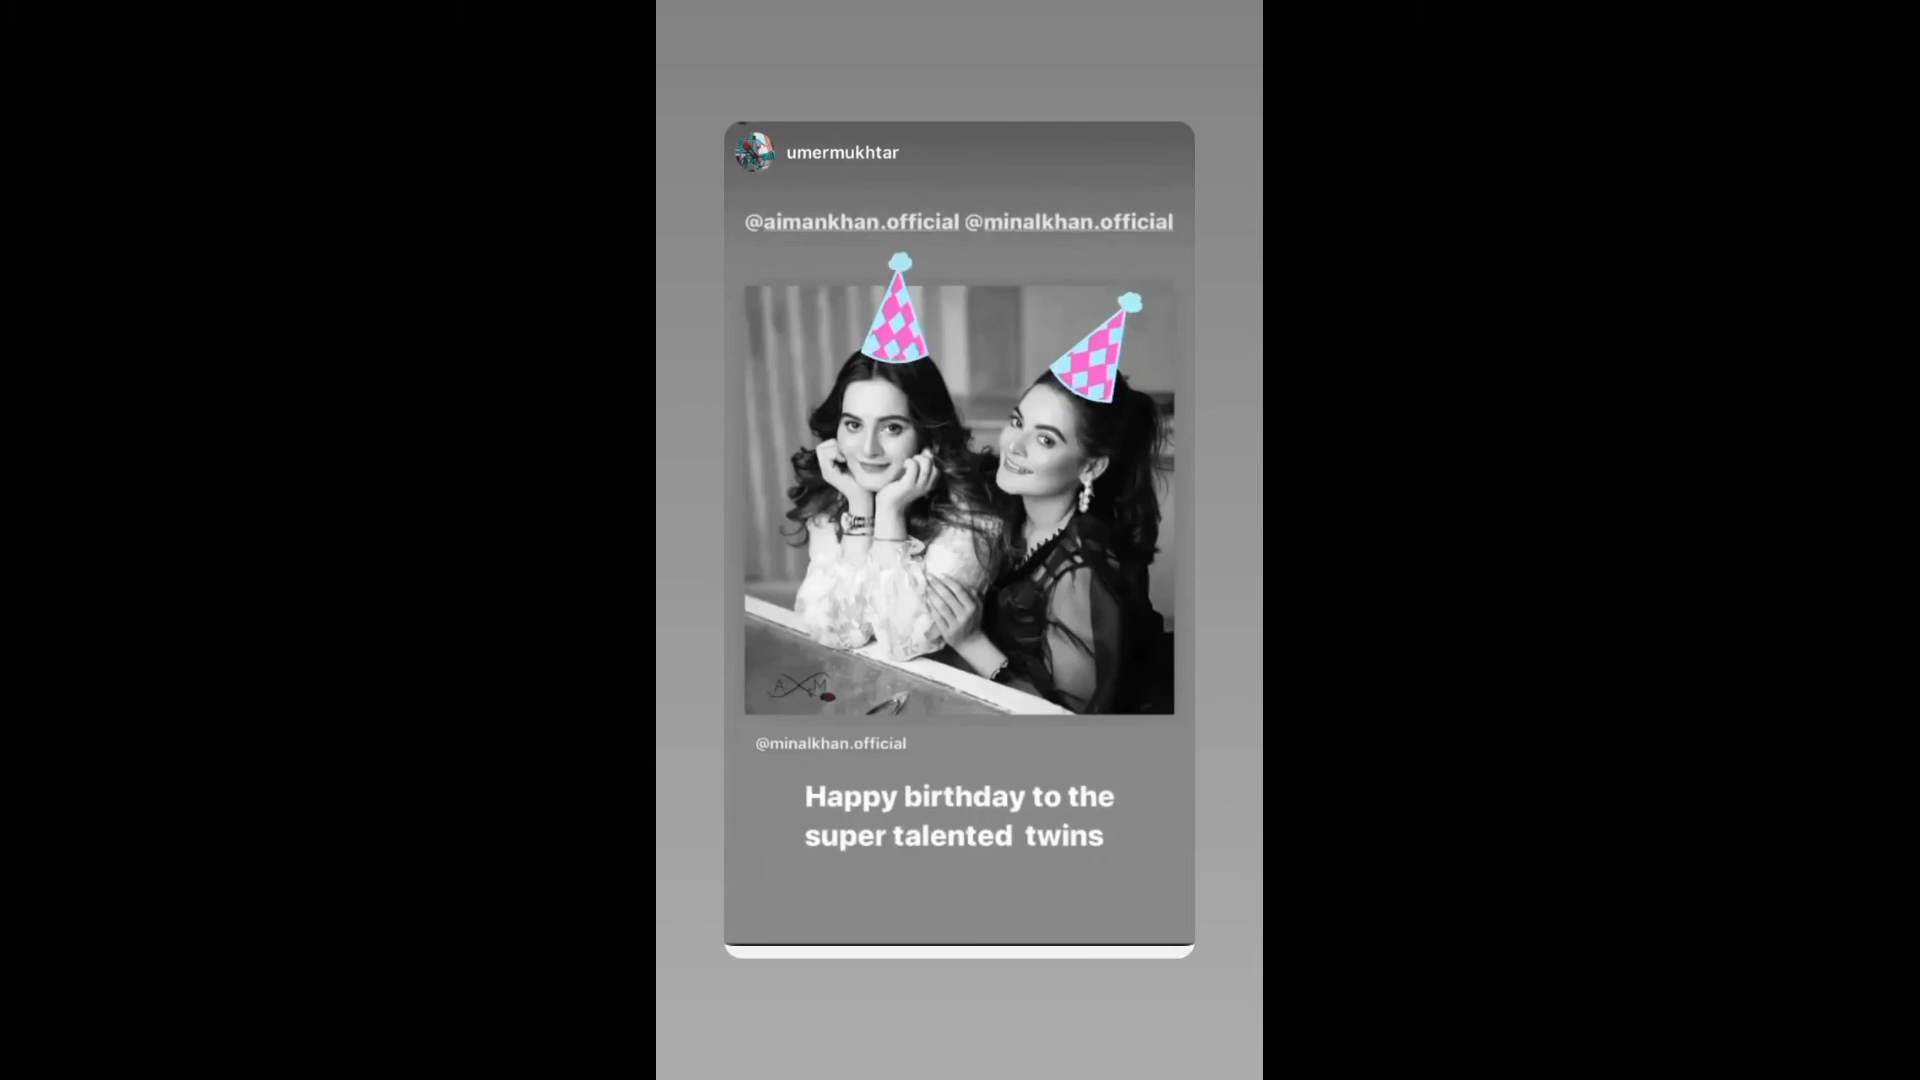 umermukhtar
@aimankhan.official @minalkhan.official
A M
@minalkhan.official
Happy birthday to the
super talented twins